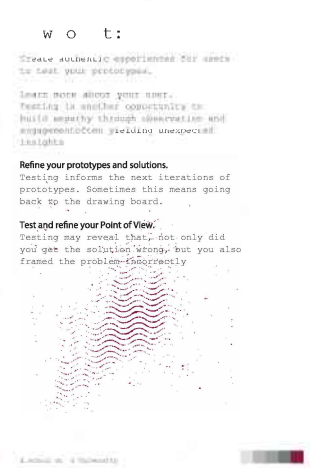 w o t:
Create authentic experiences for users
to test your prototypes.
Learn more about your user.
Testing is another opportunity to
build empathy through observation and
engagementoften yielding unexpected
insights
Refine your prototypes and solutions.
Testing informs the next iterations of
prototypes. Sometimes this means going
back to the drawing board.
Test and refine your Point of View.
Testing may reveal that, not only did
you get the solution wrong, but you also
framed the problem incorrectly
University